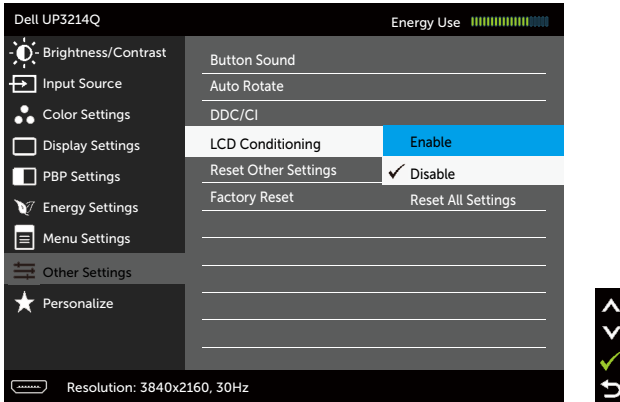 Dell UP3214Q
Energy Use
Brightness/Contrast
Input Source
Color Settings
Display Settings
PBP Settings
Energy Settings
Menu Settings
Other Settings
Personalize
Button Sound
Auto Rotate
DDC/CI
LCD Conditioning
Enable
Disable
Reset Other Settings
Factory Reset
Reset All Settings
Resolution: 3840x2160, 30Hz